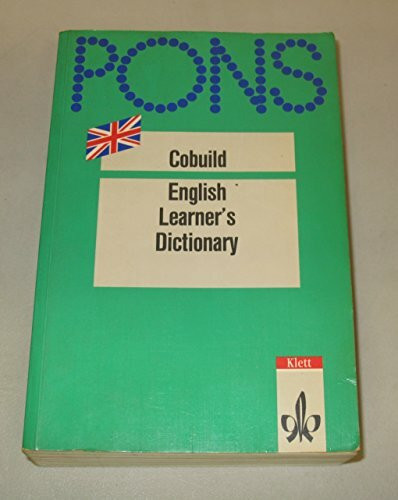 PONS
Cobuild
English
Learner's
Dictionary
Klett